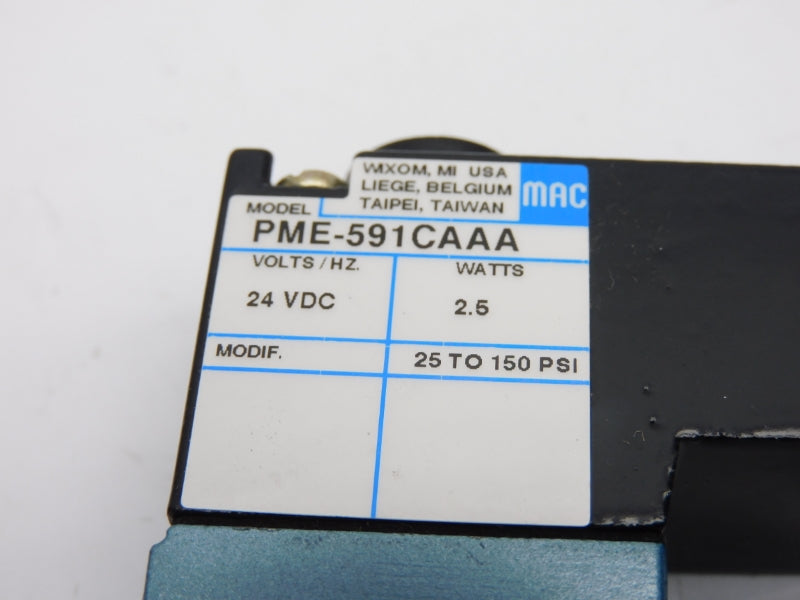 WIXOM, MI USA
LIEGE, BELGIUM
TAIPEI, TAIWAN
MAC
MODEL
PME-591CAAA
VOLTS / HZ.
WATTS
24 VDC
2.5
MODIF.
25 TO 150 PSI